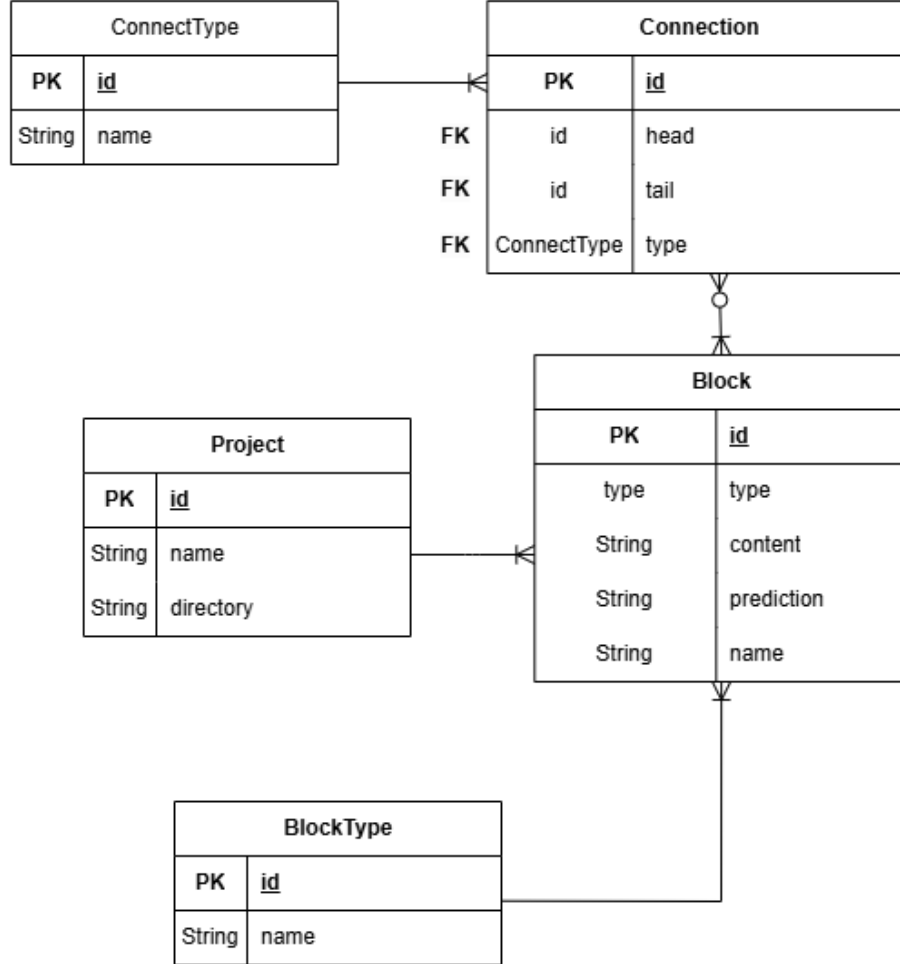 ConnectType
PK id
String name
Connection
PK id
FK id head
FK id tail
FK ConnectType type
Block
PK id
type type
String content
String prediction
String name
Project
PK id
String name
String directory
BlockType
PK id
String name